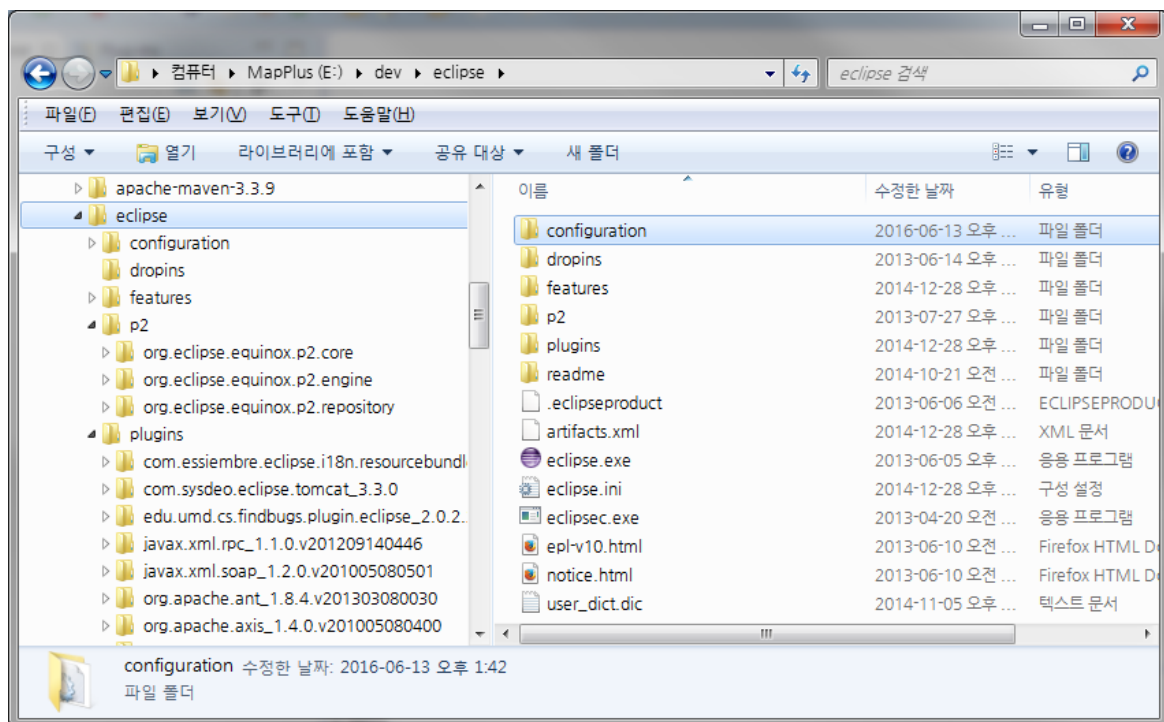 컴퓨터 ▸ MapPlus (E:) ▸ dev ▸ eclipse ▸
eclipse 검색
파일(F) 편집(E) 보기(V) 도구(T) 도움말(H)
구성 열기 라이브러리에 포함 공유 대상 새 폴더
apache-maven-3.3.9
eclipse
configuration
dropins
features
p2
org.eclipse.equinox.p2.core
org.eclipse.equinox.p2.engine
org.eclipse.equinox.p2.repository
plugins
com.essiembre.eclipse.i18n.resourcebundl
com.sysdeo.eclipse.tomcat_3.3.0
edu.umd.cs.findbugs.plugin.eclipse_2.0.2.
javax.xml.rpc_1.1.0.v201209140446
javax.xml.soap_1.2.0.v201005080501
org.apache.ant_1.8.4.v201303080030
org.apache.axis_1.4.0.v201005080400
이름 수정한 날짜 유형
configuration 2016-06-13 오후 ... 파일 폴더
dropins 2013-06-14 오후 ... 파일 폴더
features 2014-12-28 오후 ... 파일 폴더
p2 2013-07-27 오후 ... 파일 폴더
plugins 2014-12-28 오후 ... 파일 폴더
readme 2014-10-21 오전 ... 파일 폴더
.eclipseproduct 2013-06-06 오전 ... ECLIPSEPRODU
artifacts.xml 2014-12-28 오후 ... XML 문서
eclipse.exe 2013-06-05 오후 ... 응용 프로그램
eclipse.ini 2014-12-28 오후 ... 구성 설정
eclipsec.exe 2013-04-20 오전 ... 응용 프로그램
epl-v10.html 2013-06-10 오전 ... Firefox HTML Do
notice.html 2013-06-10 오전 ... Firefox HTML Do
user_dict.dic 2014-11-05 오후 ... 텍스트 문서
configuration 수정한 날짜: 2016-06-13 오후 1:42
파일 폴더